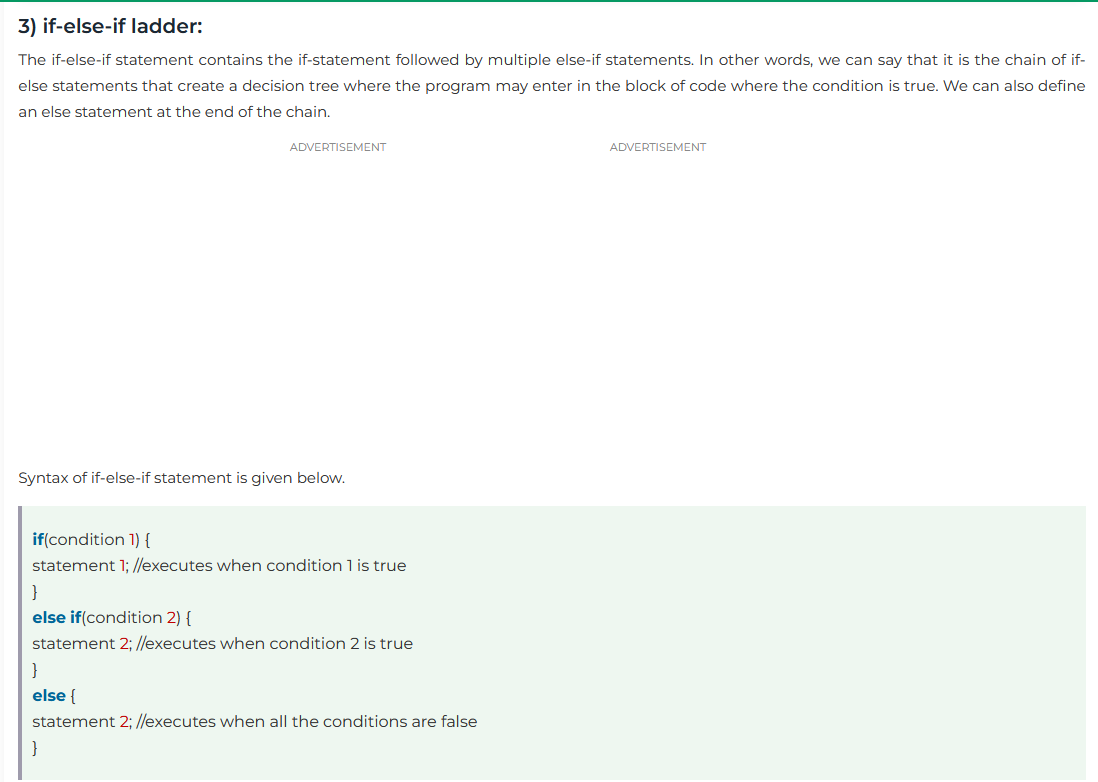 3) if-else-if ladder:
The if-else-if statement contains the if-statement followed by multiple else-if statements. In other words, we can say that it is the chain of if-
else statements that create a decision tree where the program may enter in the block of code where the condition is true. We can also define
an else statement at the end of the chain.
ADVERTISEMENT ADVERTISEMENT
Syntax of if-else-if statement is given below.
if(condition 1) {
statement 1; //executes when condition 1 is true
}
else if(condition 2) {
statement 2; //executes when condition 2 is true
}
else {
statement 2; //executes when all the conditions are false
}